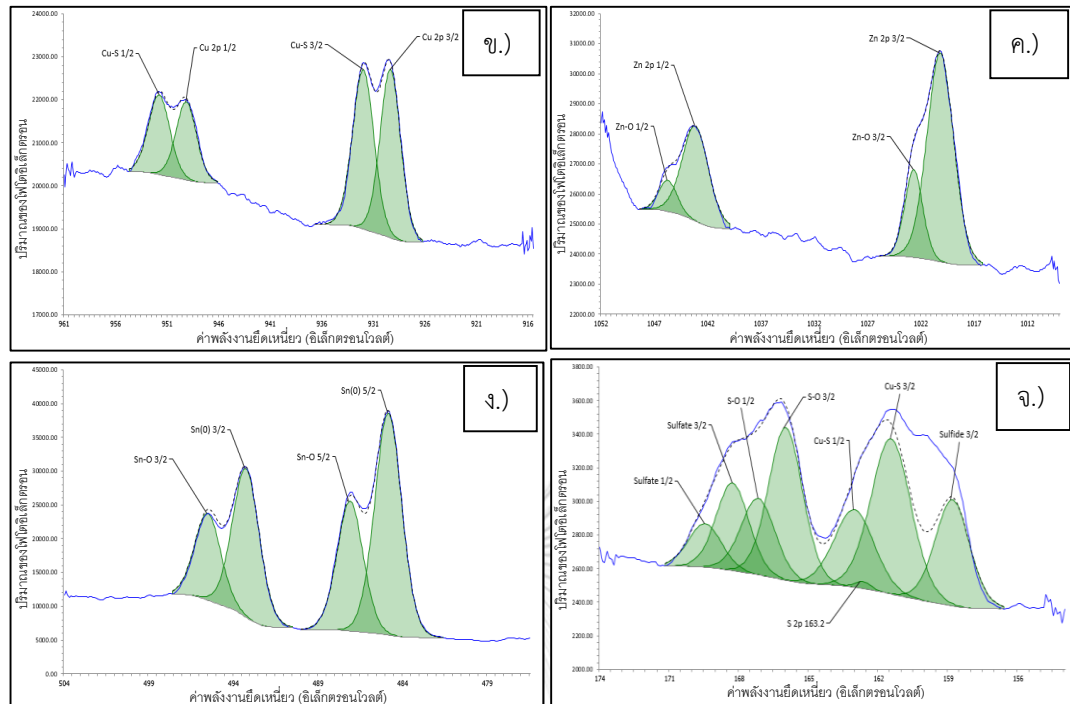 ข.)
24000.00
23000.00
22000.00
21000.00
20000.00
19000.00
18000.00
17000.00
Cu-S 1/2
Cu 2p 1/2
Cu-S 3/2
Cu 2p 3/2
961 956 951 946 941 936 931 926 921 916
ปริมาณของโฟโตอิเล็กตรอน
ค่าพลังงานยึดเหนี่ยว (อิเล็กตรอนโวลต์)
ค.)
32000.00
31000.00
30000.00
29000.00
28000.00
27000.00
26000.00
25000.00
24000.00
23000.00
22000.00
Zn 2p 1/2
Zn-O 1/2
Zn 2p 3/2
Zn-O 3/2
1052 1047 1042 1037 1032 1027 1022 1017 1012
ปริมาณของโฟโตอิเล็กตรอน
ค่าพลังงานยึดเหนี่ยว (อิเล็กตรอนโวลต์)
ง.)
45000.00
40000.00
35000.00
30000.00
25000.00
20000.00
15000.00
10000.00
5000.00
0.00
Sn(0) 5/2
Sn(0) 3/2
Sn-O 3/2
Sn-O 5/2
504 499 494 489 484 479
ปริมาณของโฟโตอิเล็กตรอน
ค่าพลังงานยึดเหนี่ยว (อิเล็กตรอนโวลต์)
จ.)
3800.00
3600.00
3400.00
3200.00
3000.00
2800.00
2600.00
2400.00
2200.00
2000.00
S-O 3/2
Cu-S 3/2
S-O 1/2
Sulfate 3/2
Cu-S 1/2
Sulfide 3/2
Sulfate 1/2
S 2p 163.2
174 171 168 165 162 159 156
ปริมาณของโฟโตอิเล็กตรอน
ค่าพลังงานยึดเหนี่ยว (อิเล็กตรอนโวลต์)